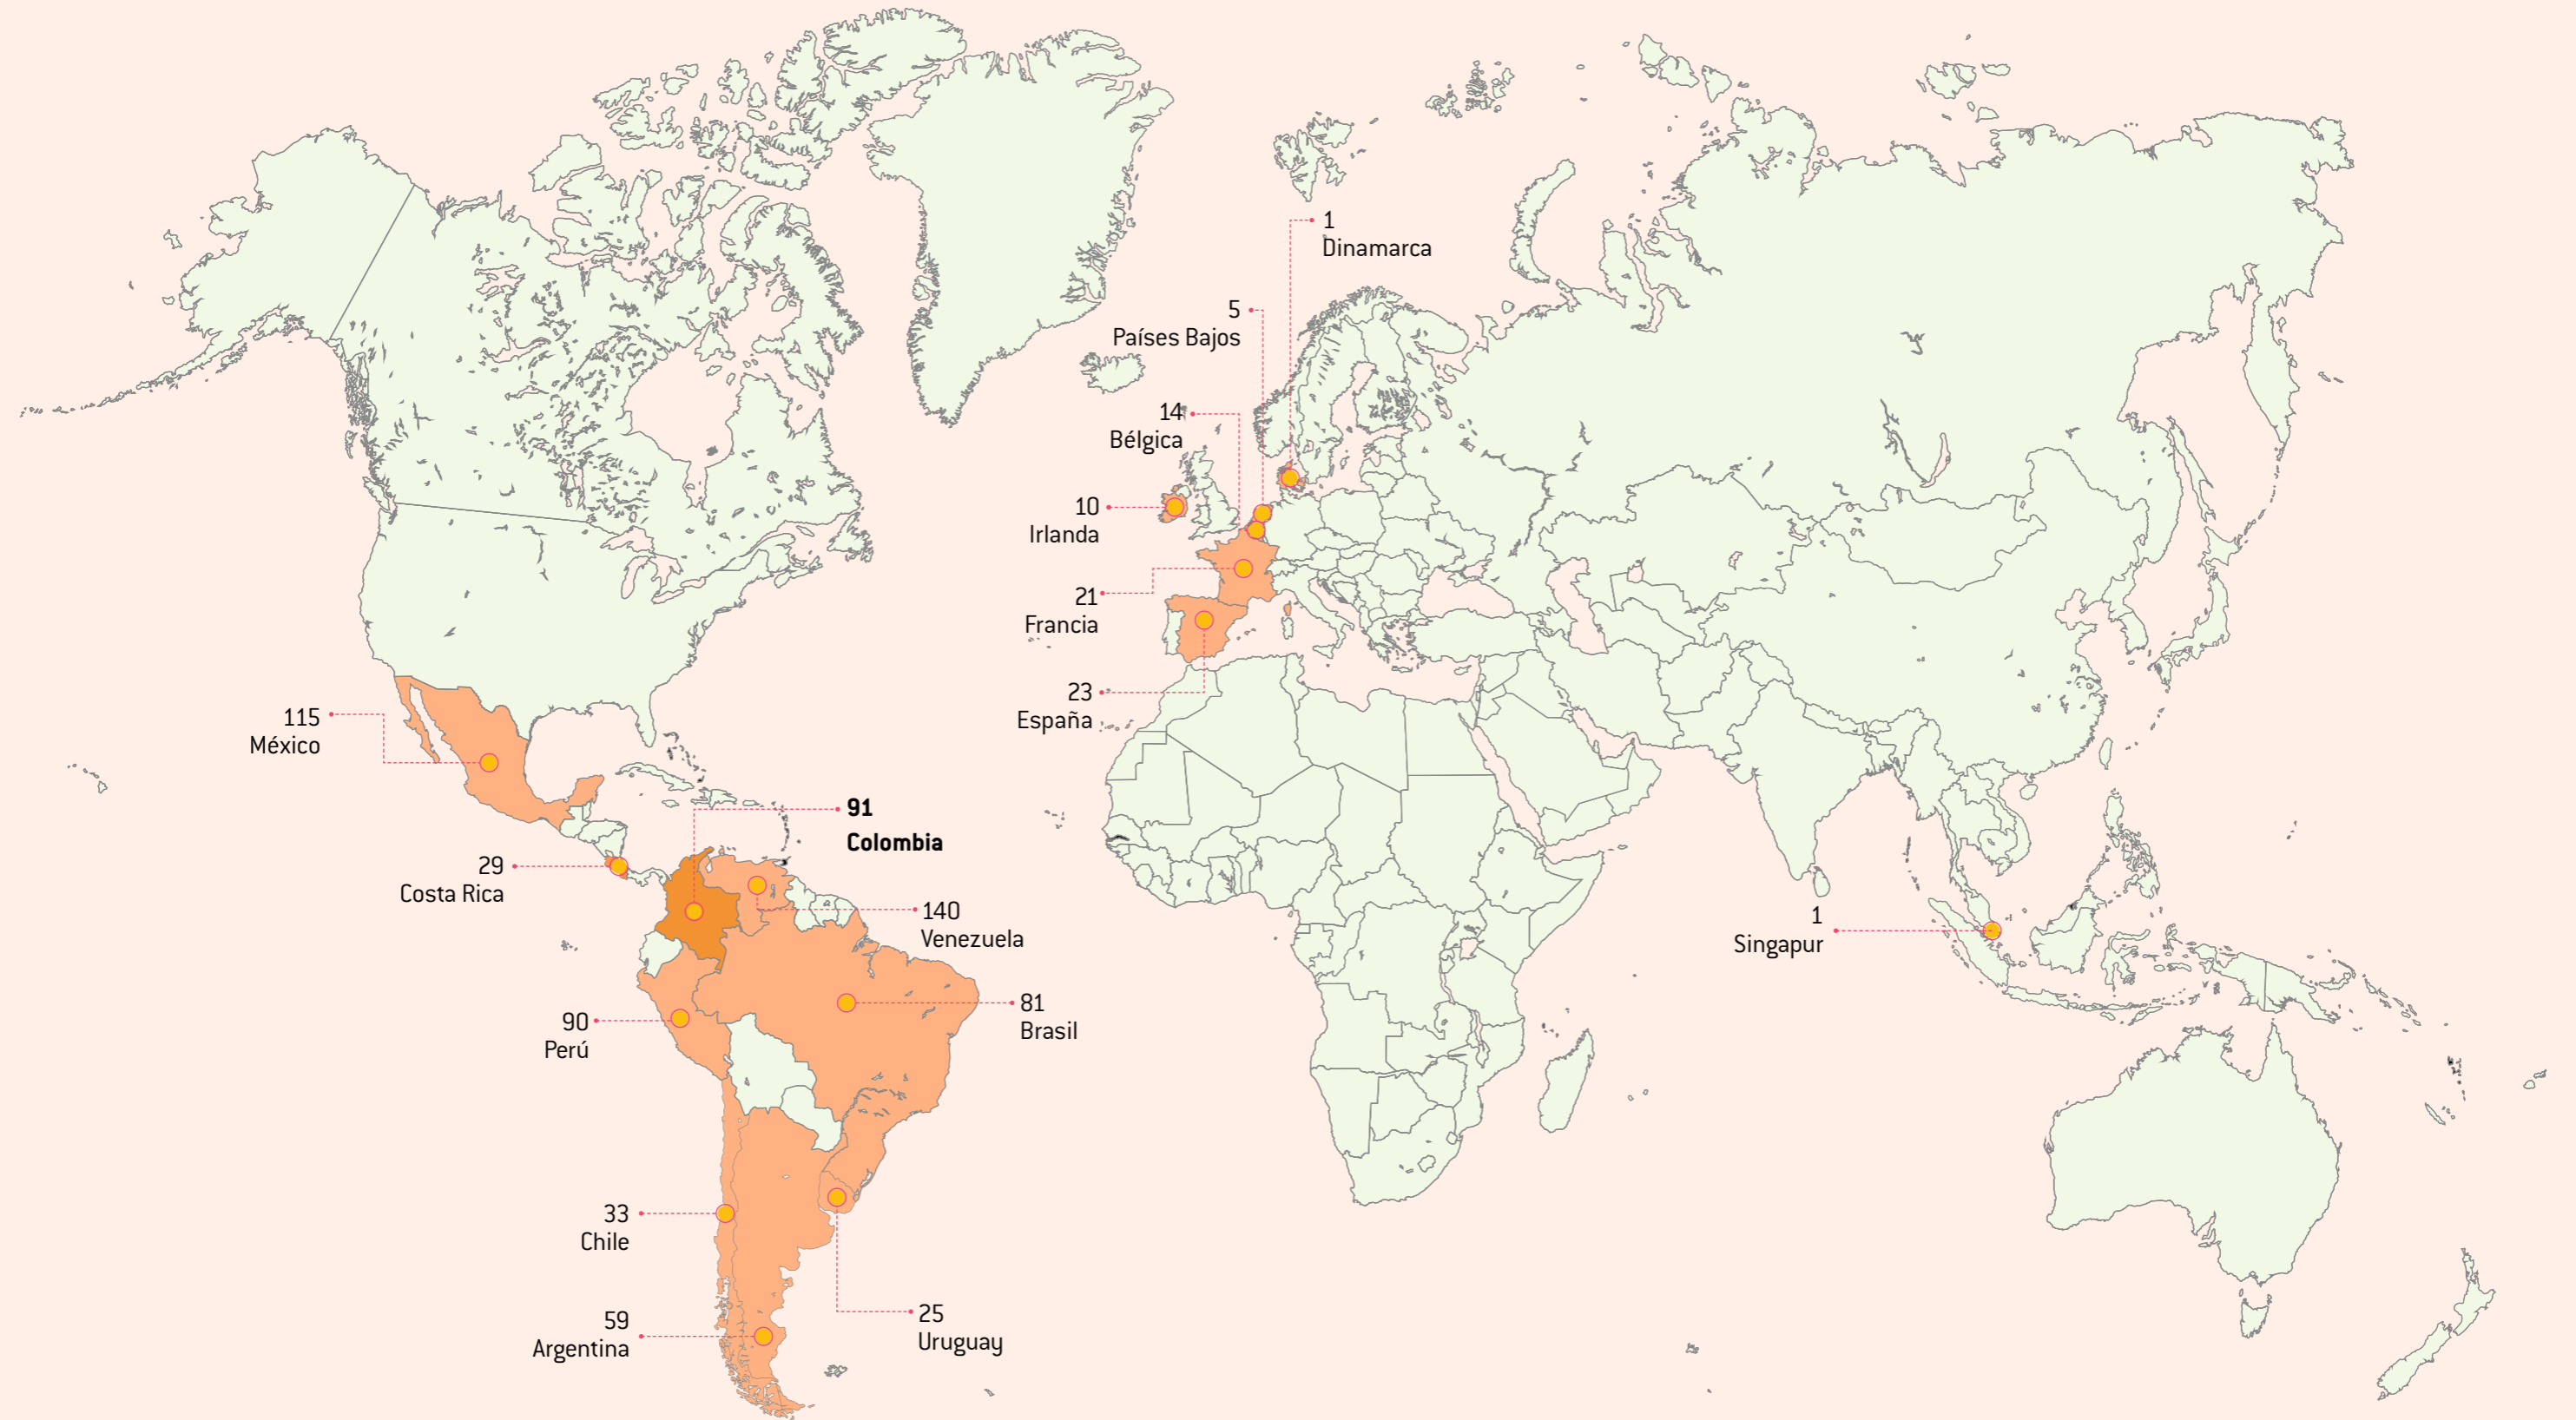 1
Dinamarca
5
Países Bajos
14
Bélgica
10
Irlanda
21
Francia
23
España
115
México
91
Colombia
29
Costa Rica
140
Venezuela
1
Singapur
81
Brasil
90
Perú
33
Chile
25
Uruguay
59
Argentina